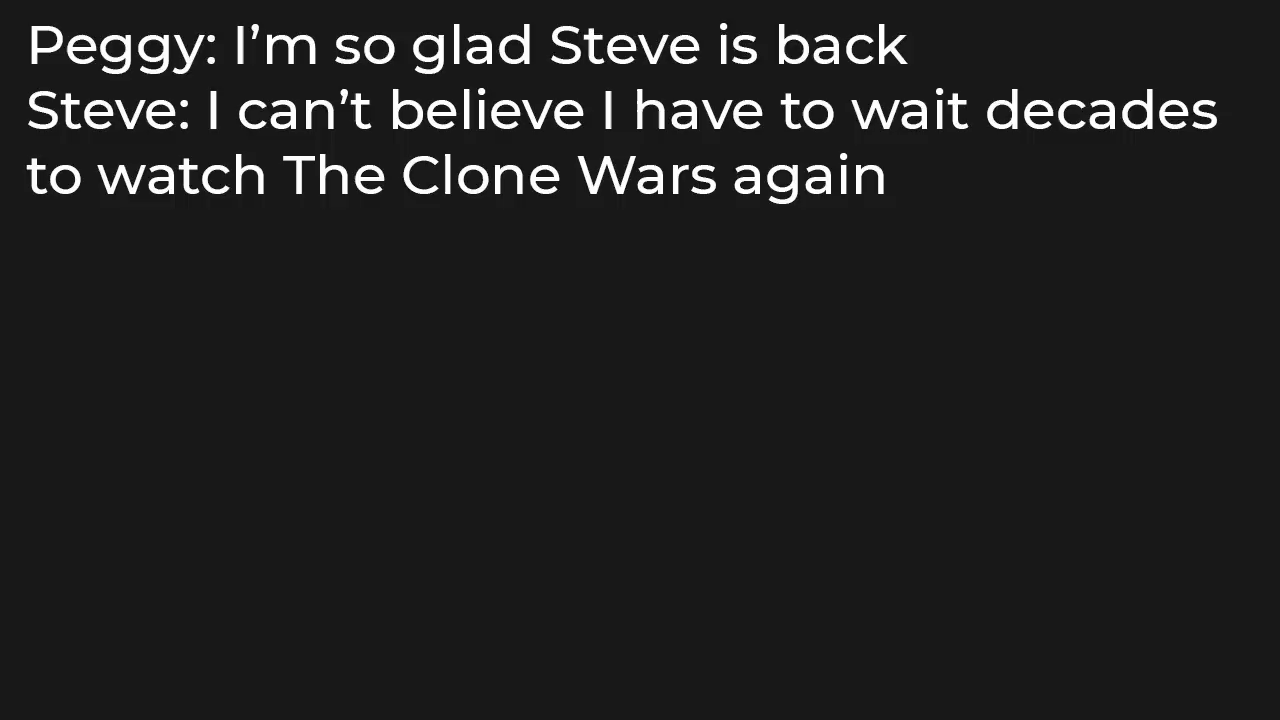 Peggy: I’m so glad Steve is back
Steve: I can’t believe I have to wait decades
to watch The Clone Wars again